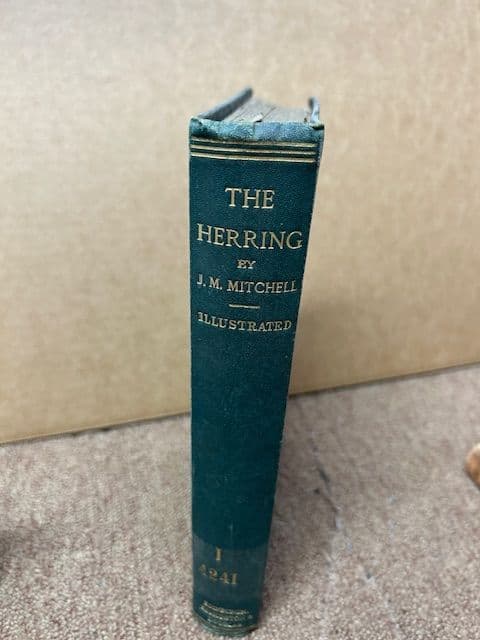 THE
HERRING
BY
J. M. MITCHELL
ILLUSTRATED
I
4241